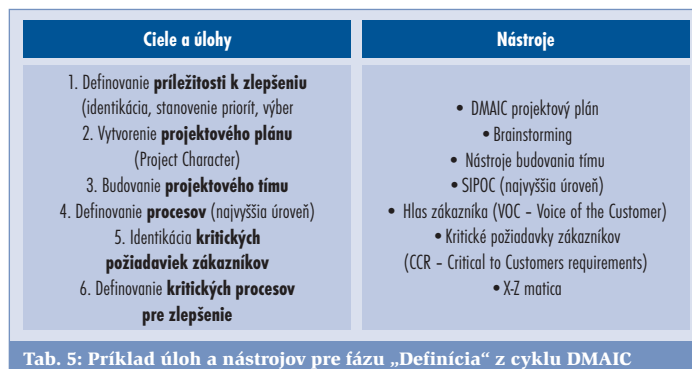 Ciele a úlohy
1. Definovanie príležitosti k zlepšeniu
(identikácia, stanovenie priorít, výber
2. Vytvorenie projektového plánu
(Project Character)
3. Budovanie projektového tímu
4. Definovanie procesov (najvyššia úroveň)
5. Identikácia kritických
požiadaviek zákazníkov
6. Definovanie kritických procesov
pre zlepšenie
Nástroje
• DMAIC projektový plán
• Brainstorming
• Nástroje budovania tímu
• SIPOC (najvyššia úroveň)
• Hlas zákazníka (VOC – Voice of the Customer)
• Kritické požiadavky zákazníkov
(CCR – Critical to Customers requirements)
• X-Z matica
Tab. 5: Príklad úloh a nástrojov pre fázu „Definícia“ z cyklu DMAIC